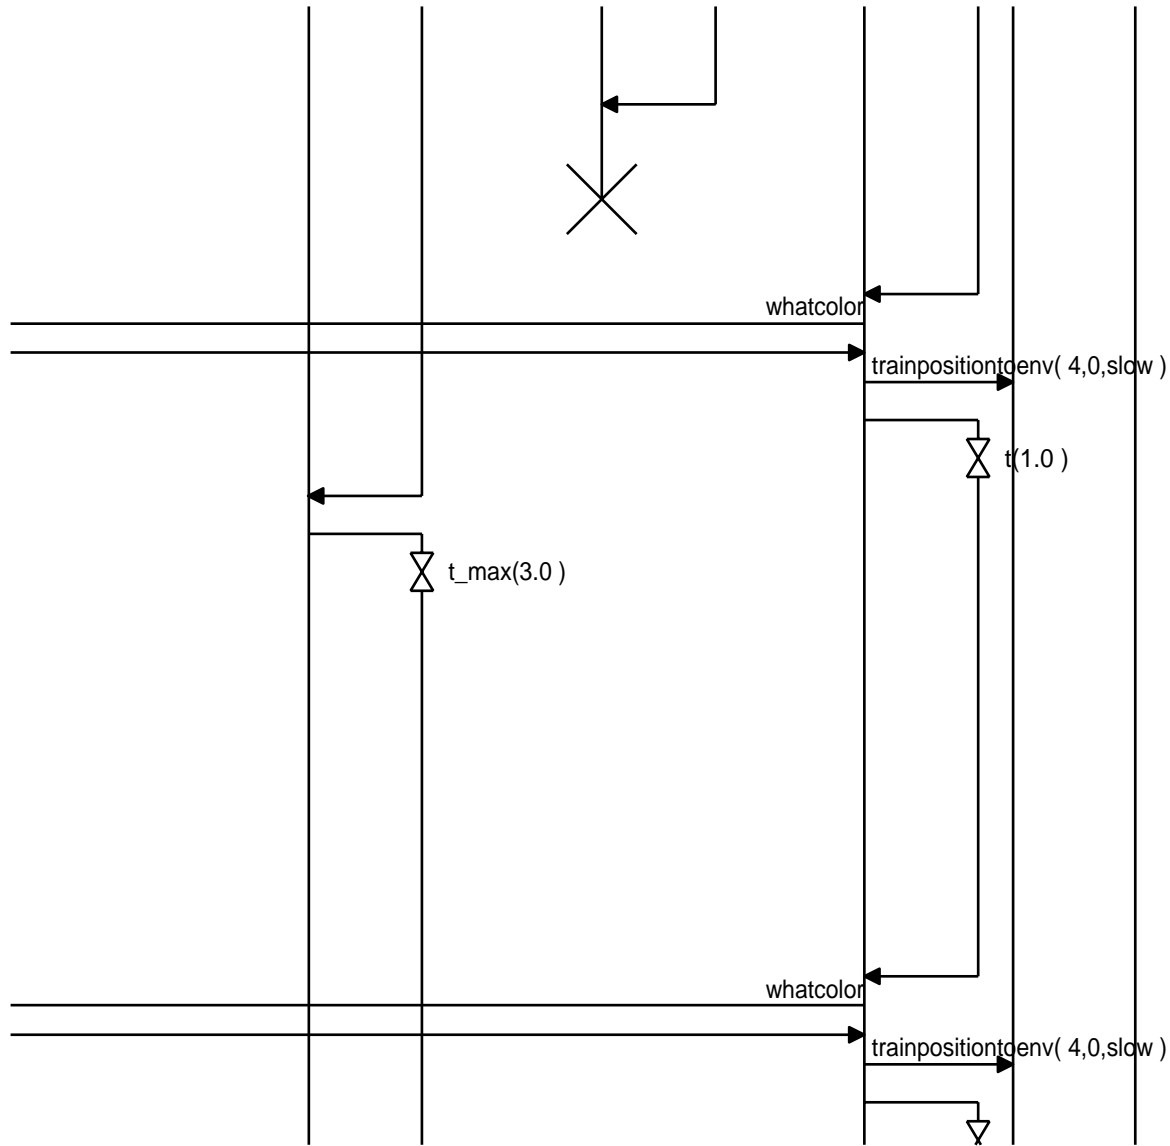 whatcolor
trainpositiontoenv( 4,0,slow )
t(1.0 )
t_max(3.0 )
whatcolor
trainpositiontoenv( 4,0,slow )